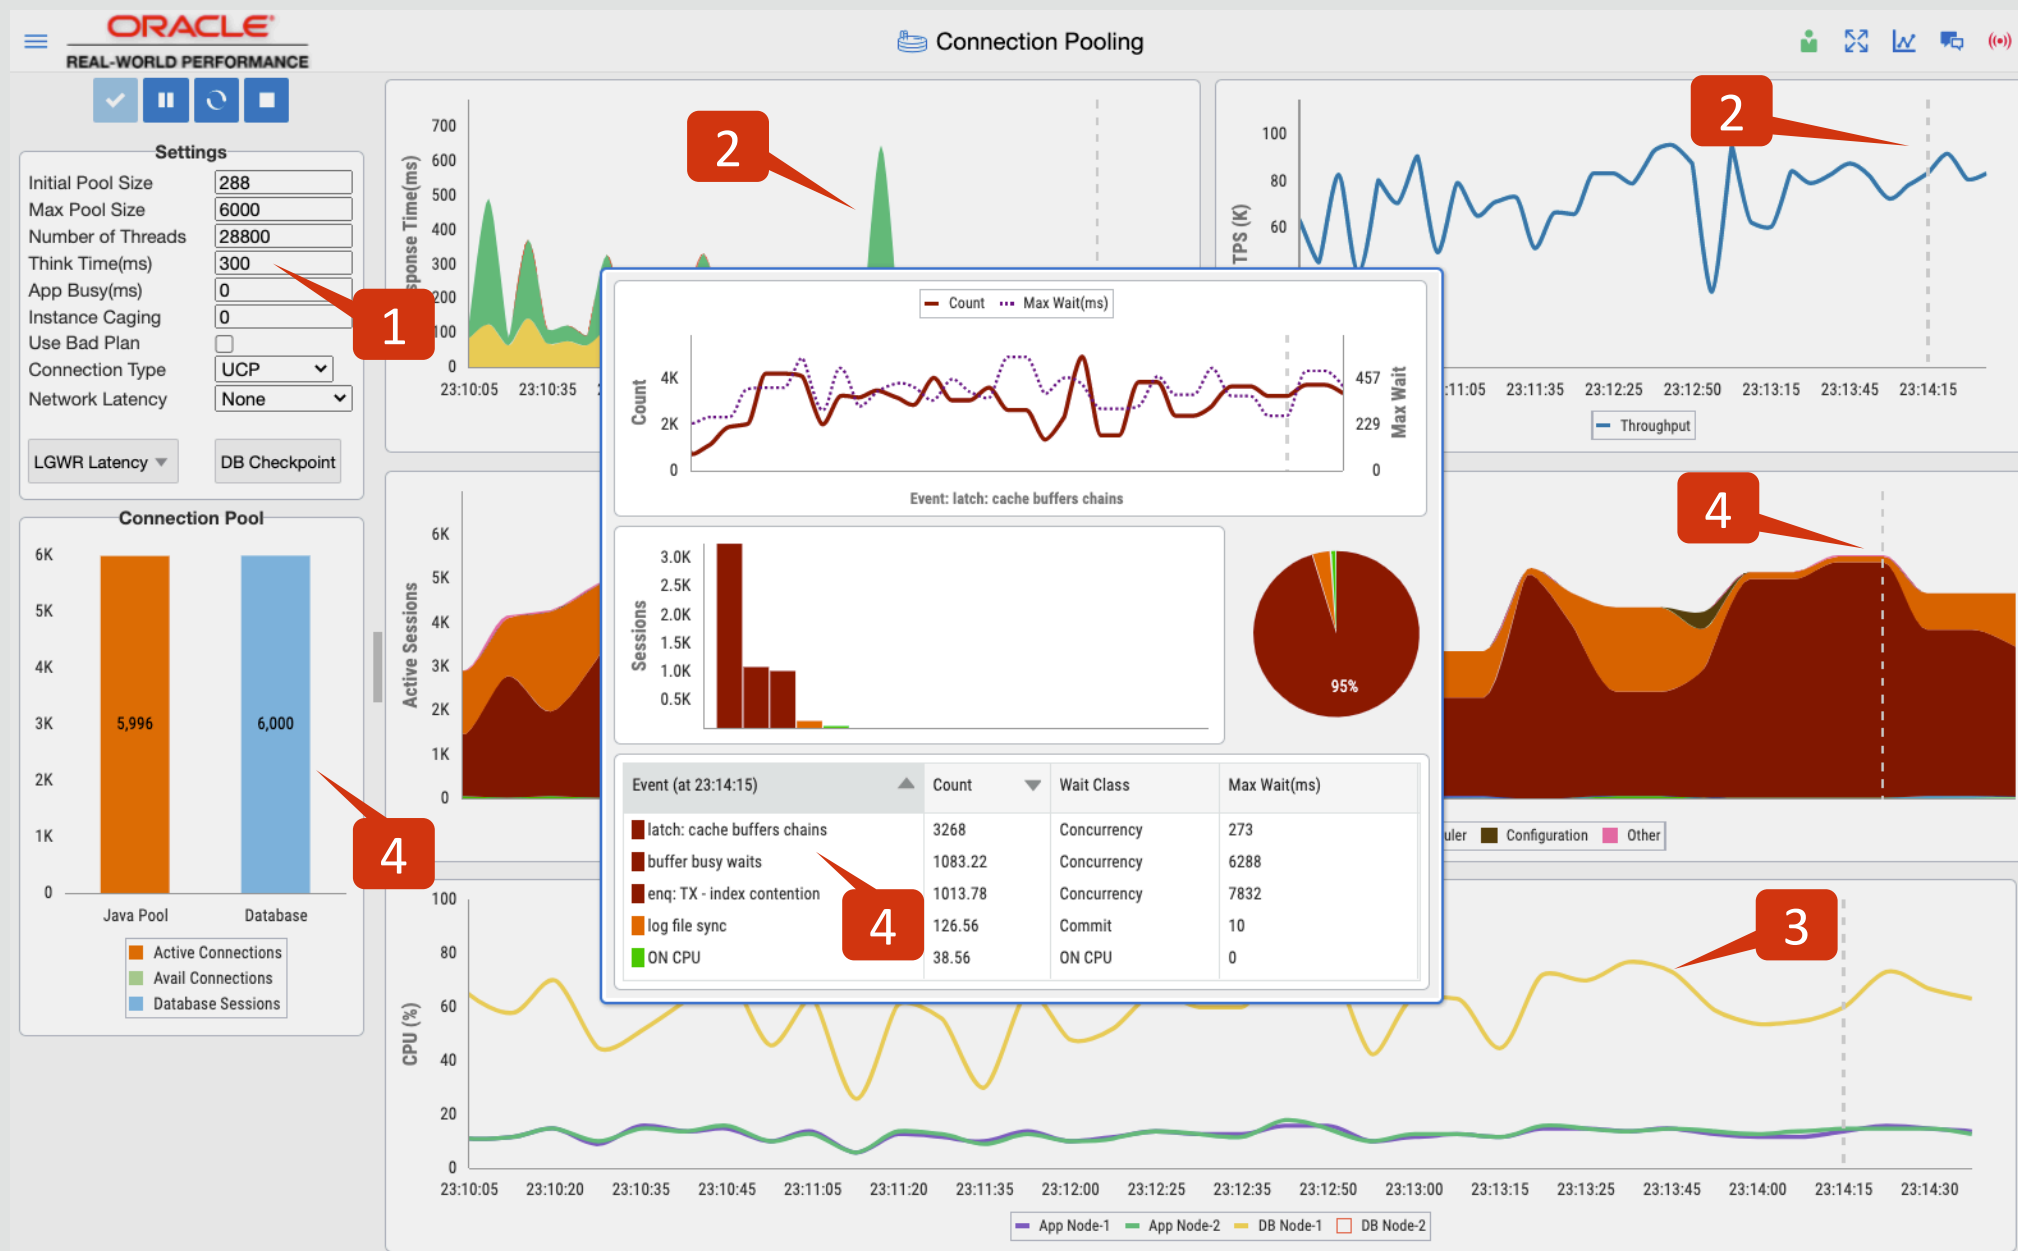 ORACLE
REAL-WORLD PERFORMANCE
Connection Pooling
Settings
Initial Pool Size 288
Max Pool Size 6000
Number of Threads 28800
Think Time(ms) 300
App Busy(ms) 0
Instance Caging 0
Use Bad Plan
Connection Type UCP
Network Latency None
LGWR Latency DB Checkpoint
1
Connection Pool
6K
5K
4K
3K
2K
1K
0
5,996 6,000
Java Pool Database
Active Connections
Avail Connections
Database Sessions
4
700
600
500
400
300
200
100
0
sponse Time(ms)
23:10:05 23:10:35
2
100
80
60
TPS (K)
:11:05 23:11:35 23:12:25 23:12:50 23:13:15 23:13:45 23:14:15
Throughput
2
Count Max Wait(ms)
4K
2K
0
Count
457
229
0
Max Wait
Event: latch: cache buffers chains
3.0K
2.5K
2.0K
1.5K
1.0K
0.5K
Sessions
95%
Event (at 23:14:15) Count Wait Class Max Wait(ms)
latch: cache buffers chains 3268 Concurrency 273
buffer busy waits 1083.22 Concurrency 6288
enq: TX - index contention 1013.78 Concurrency 7832
log file sync 126.56 Commit 10
ON CPU 38.56 ON CPU 0
4
6K
5K
4K
3K
2K
1K
0
Active Sessions
4
uler Configuration Other
100
80
60
40
20
0
CPU (%)
3
23:10:05 23:10:20 23:10:35 23:10:45 23:11:05 23:11:20 23:11:35 23:12:00 23:12:25 23:12:35 23:12:50 23:13:00 23:13:15 23:13:25 23:13:45 23:14:00 23:14:15 23:14:30
App Node-1 App Node-2 DB Node-1 DB Node-2